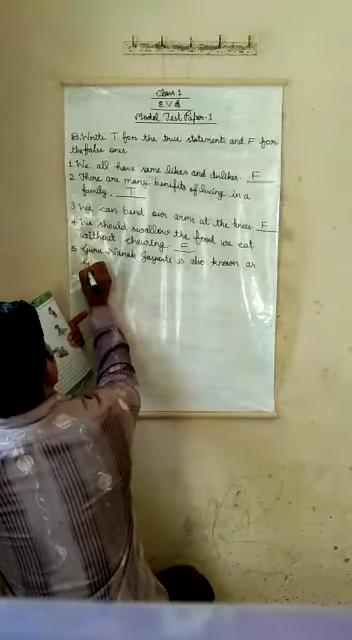 Class 1
E V S
Model Test Paper-1
Write T for the true statements and F for
the false ones.
1. We all have same likes and dislikes. F
2 There are many benifits of living in a
family. T
3 We can bend our arms at the knees. F
4 We should swallow the food we eat
without chewing F
5 Guru Nanak Jayanti is also known as